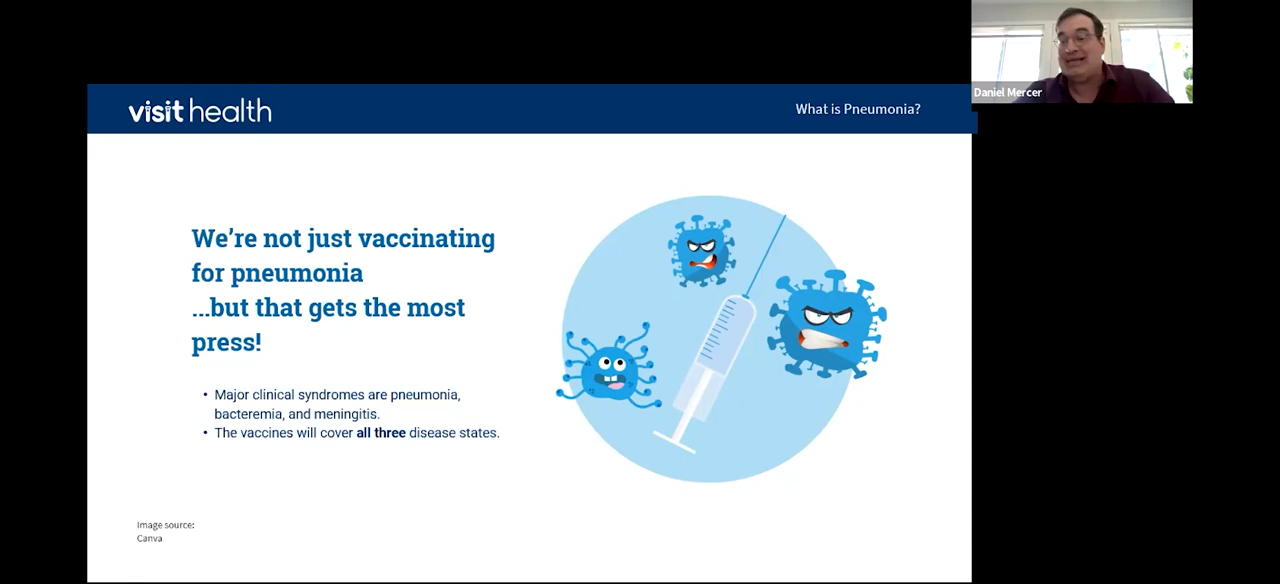 visit health
What is Pneumonia?
Daniel Mercer
We’re not just vaccinating
for pneumonia
...but that gets the most
press!
• Major clinical syndromes are pneumonia,
bacteremia, and meningitis.
• The vaccines will cover all three disease states.
Image source:
Canva